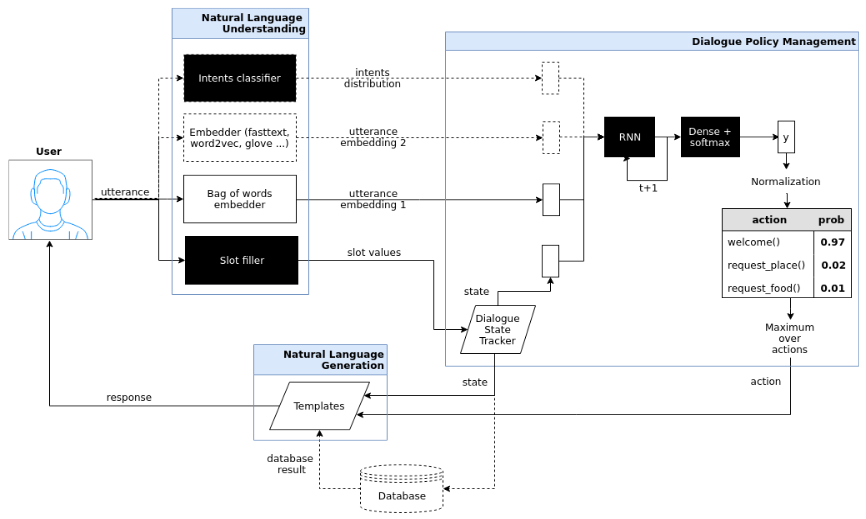 Natural Language
Understanding
Dialogue Policy Management
Intents classifier
intents
distribution
Embedder (fasttext,
word2vec, glove ...)
utterance
embedding 2
RNN
Dense +
softmax
y
User
utterance
Bag of words
embedder
utterance
embedding 1
t+1
Normalization
action prob
welcome() 0.97
request_place() 0.02
request_food() 0.01
Slot filler
slot values
state
Dialogue
State
Tracker
Maximum
over
actions
Natural Language
Generation
state
action
response
Templates
database
result
Database